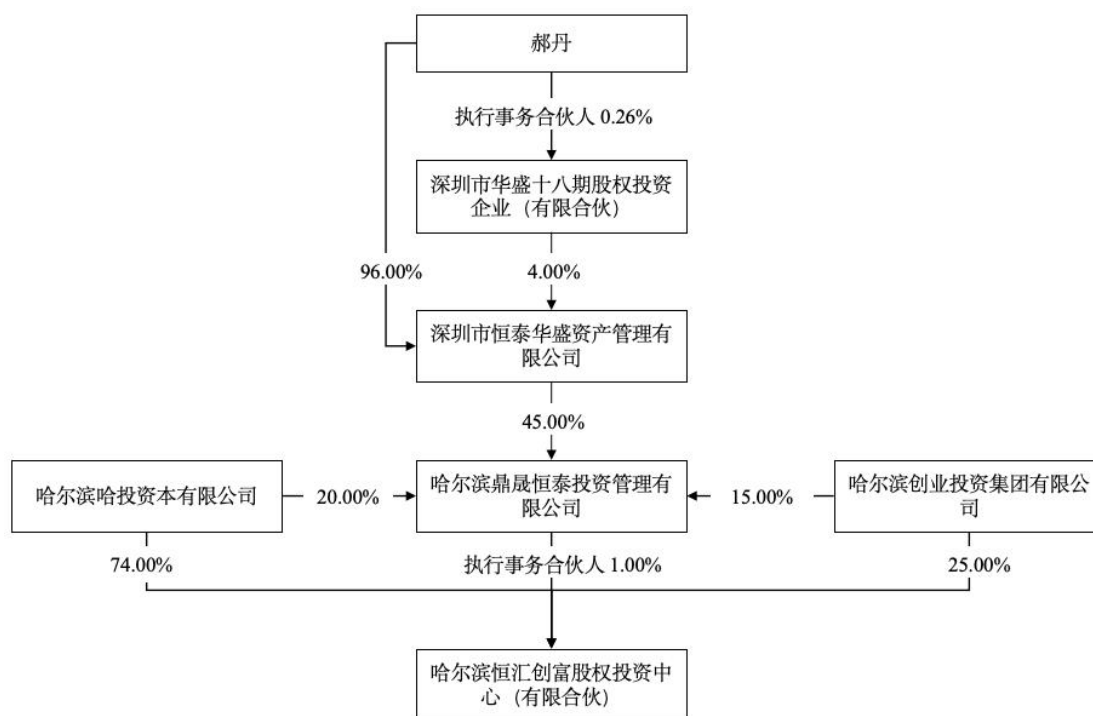 郝丹
执行事务合伙人 0.26%
深圳市华盛十八期股权投资
企业（有限合伙）
96.00%
4.00%
深圳市恒泰华盛资产管理有
限公司
45.00%
哈尔滨哈投资本有限公司
20.00%
哈尔滨鼎晟恒泰投资管理有
限公司
15.00%
哈尔滨创业投资集团有限公
司
74.00%
执行事务合伙人 1.00%
25.00%
哈尔滨恒汇创富股权投资中
心（有限合伙）